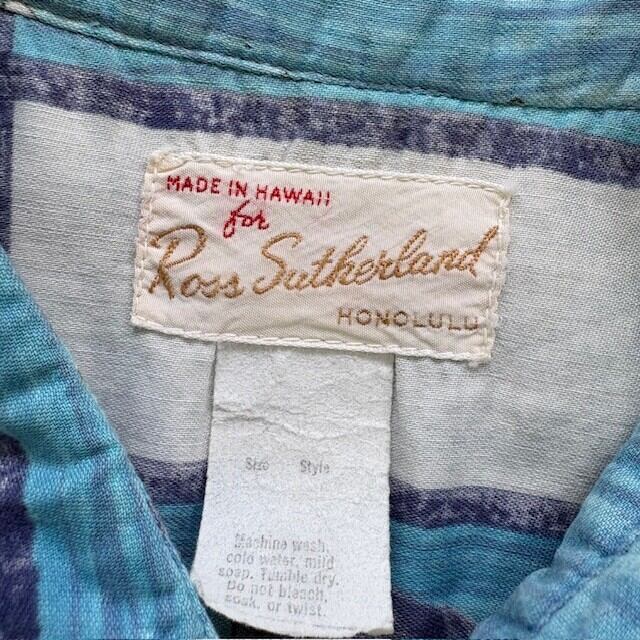 MADE IN HAWAII
for
Ross Sutherland
HONOLULU
Size Style
Machine wash,
cold water, mild
soap. Tumble dry.
Do not bleach,
soak, or twist.